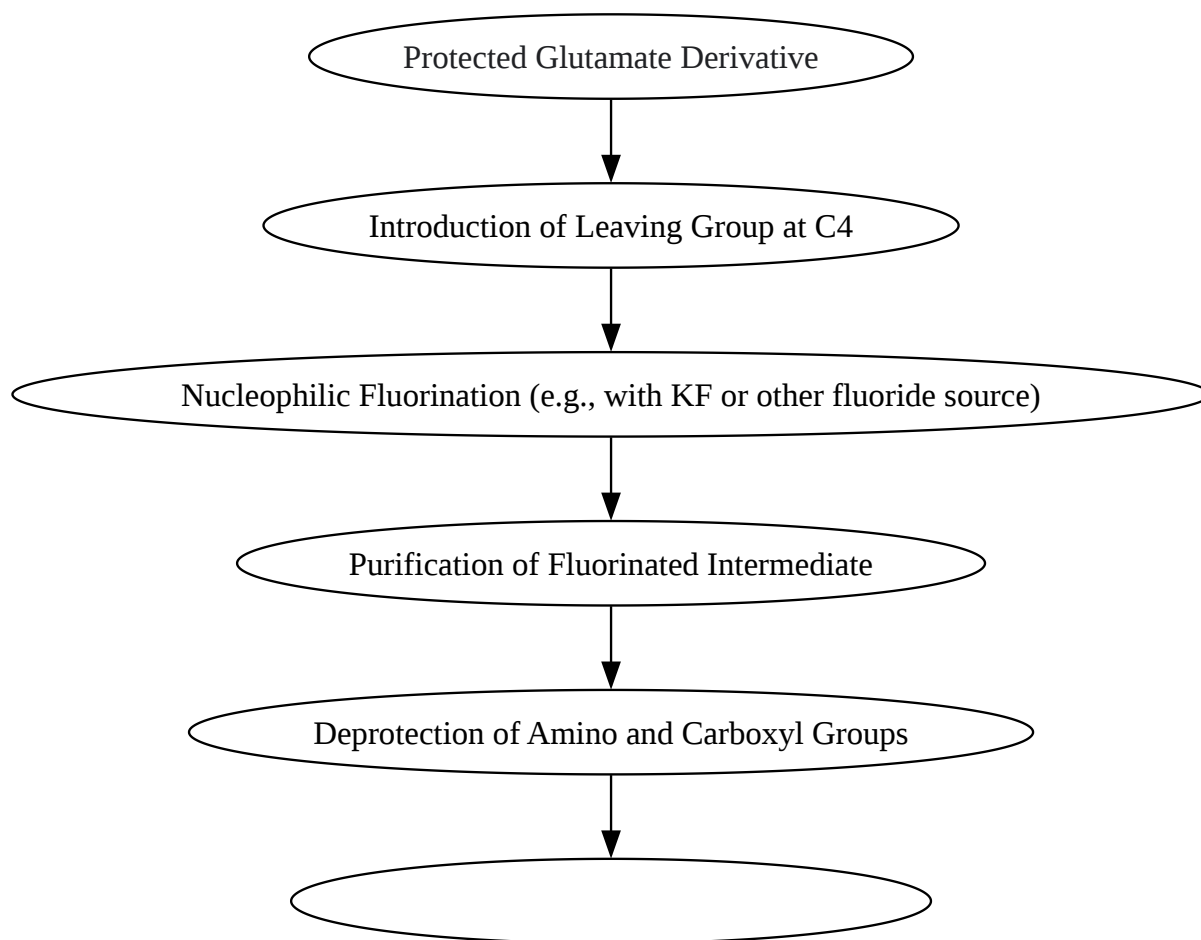 Protected Glutamate Derivative
Introduction of Leaving Group at C4
Nucleophilic Fluorination (e.g., with KF or other fluoride source)
Purification of Fluorinated Intermediate
Deprotection of Amino and Carboxyl Groups